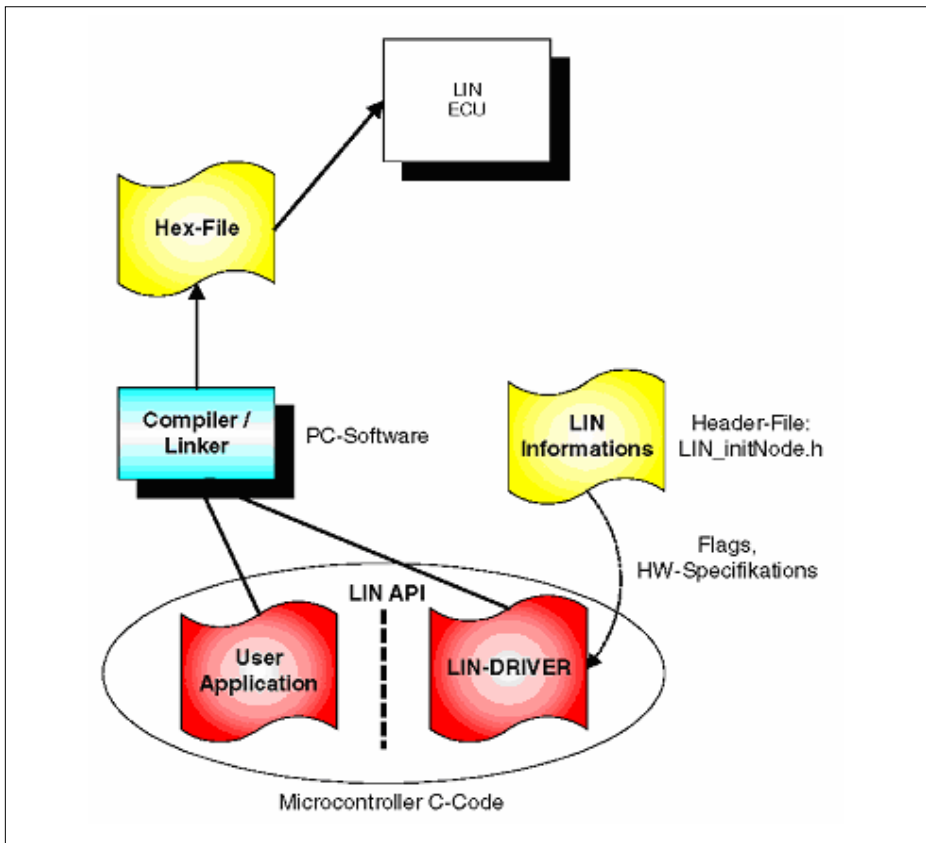 LIN
ECU
Hex-File
Compiler /
Linker
PC-Software
LIN
Informations
Header-File:
LIN_initNode.h
Flags,
HW-Specifikations
LIN API
User
Application
LIN-DRIVER
Microcontroller C-Code